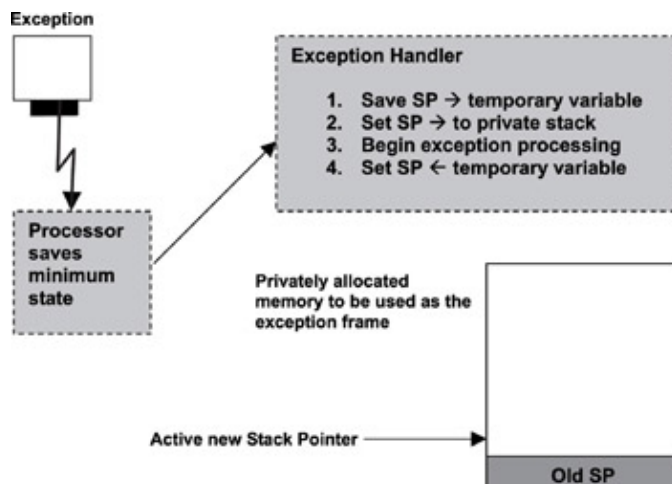 Exception
Exception Handler
1. Save SP → temporary variable
2. Set SP → to private stack
3. Begin exception processing
4. Set SP ← temporary variable
Processor
saves
minimum
state
Privately allocated
memory to be used as the
exception frame
Active new Stack Pointer
Old SP